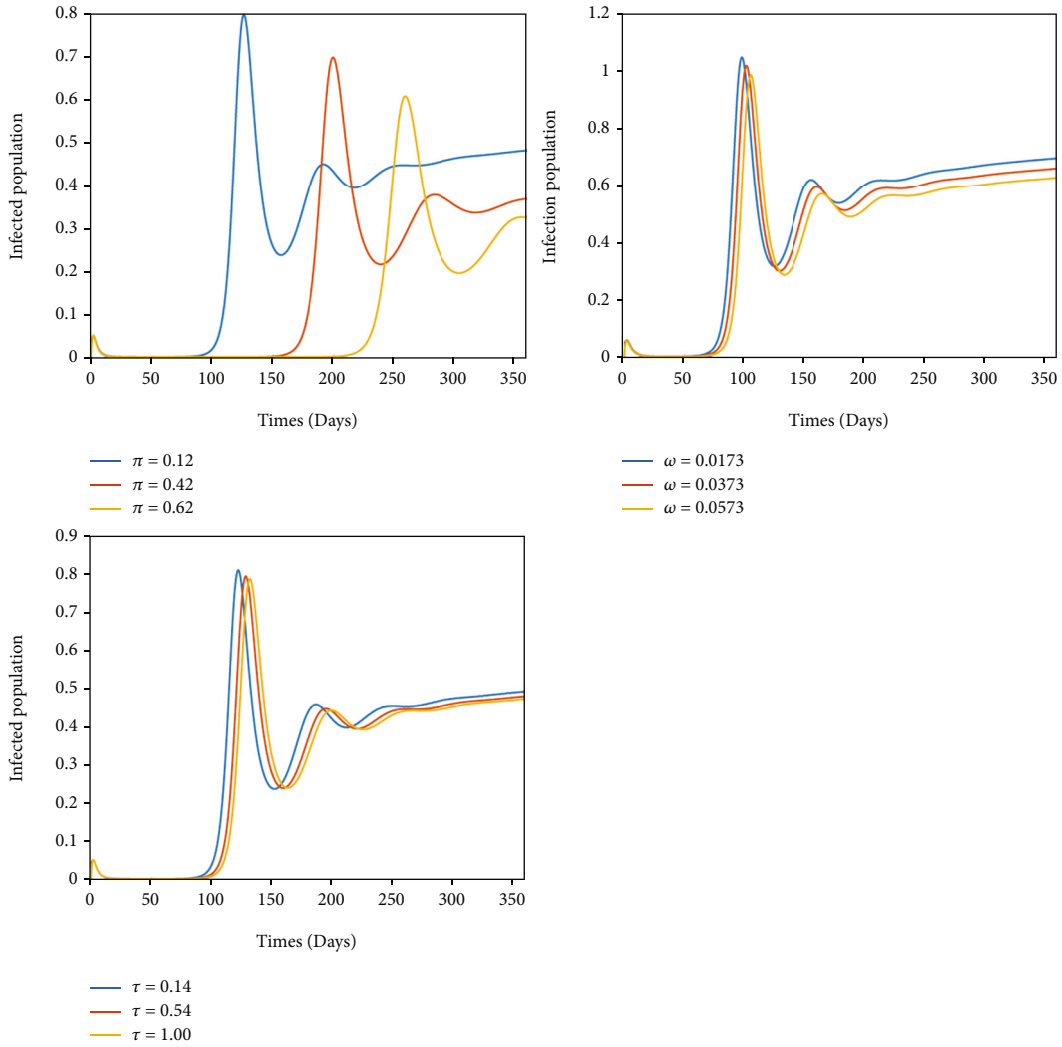 Infected population
0.8
0.7
0.6
0.5
0.4
0.3
0.2
0.1
0
0 50 100 150 200 250 300 350
Times (Days)
π = 0.12
π = 0.42
π = 0.62
Infection population
1.2
1
0.8
0.6
0.4
0.2
0
0 50 100 150 200 250 300 350
Times (Days)
ω = 0.0173
ω = 0.0373
ω = 0.0573
Infected population
0.9
0.8
0.7
0.6
0.5
0.4
0.3
0.2
0.1
0
0 50 100 150 200 250 300 350
Times (Days)
τ = 0.14
τ = 0.54
τ = 1.00